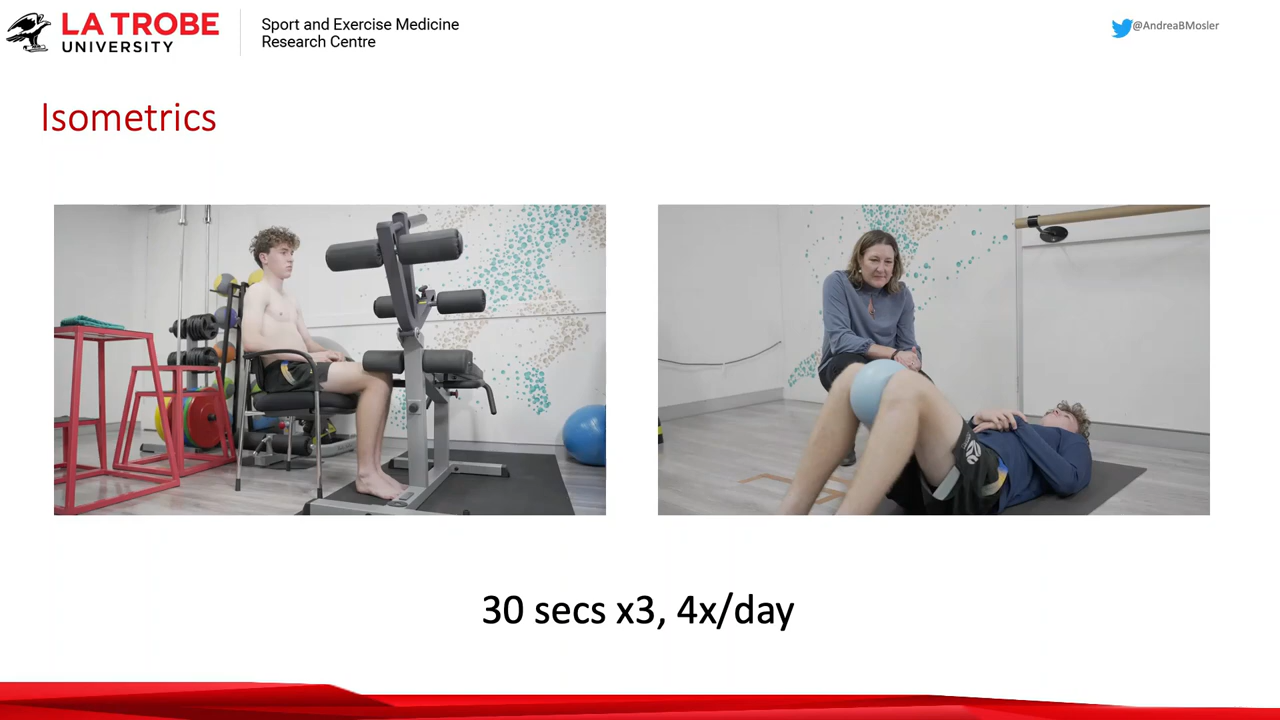 LA TROBE
UNIVERSITY
Sport and Exercise Medicine
Research Centre
@AndreaBMosler
Isometrics
30 secs x3, 4x/day